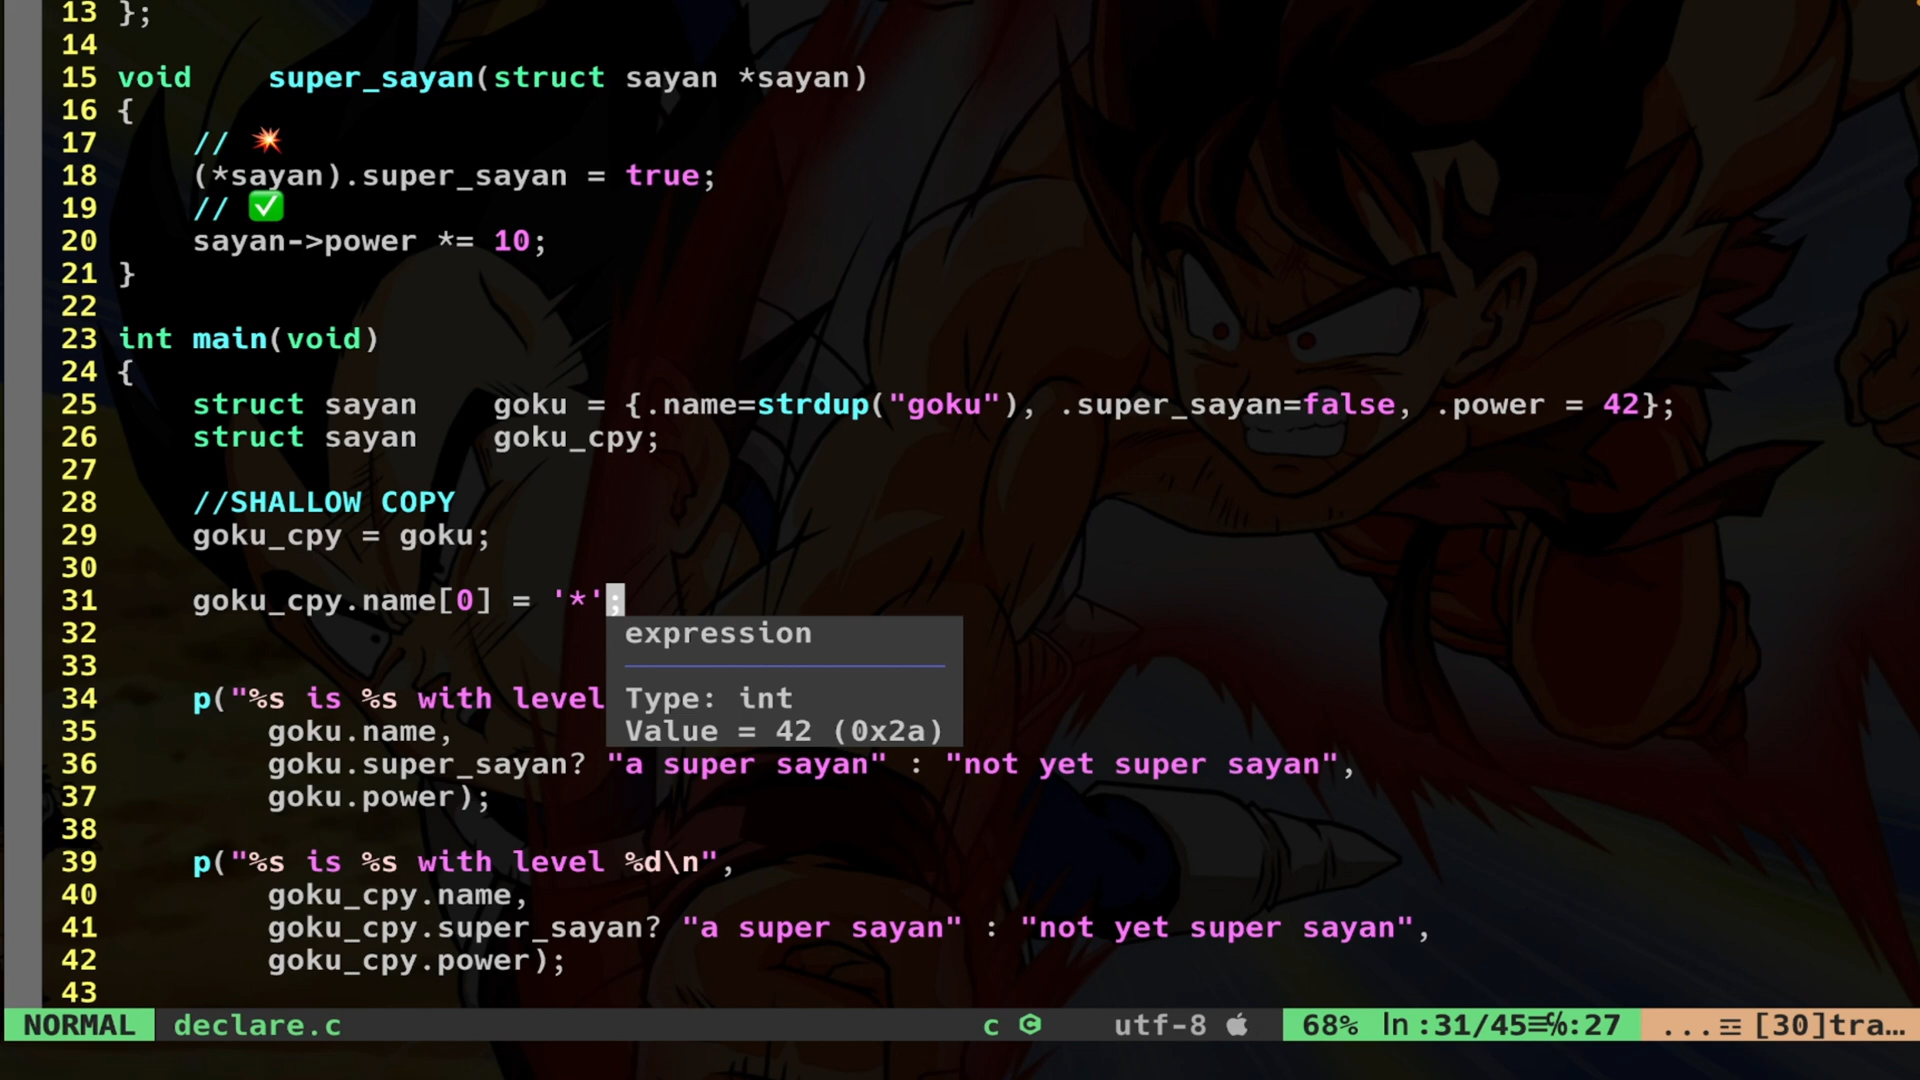 13 };
14
15 void    super_sayan(struct sayan *sayan)
16 {
17     // 💥
18     (*sayan).super_sayan = true;
19     // ✅
20     sayan->power *= 10;
21 }
22
23 int main(void)
24 {
25     struct sayan    goku = {.name=strdup("goku"), .super_sayan=false, .power = 42};
26     struct sayan    goku_cpy;
27
28     //SHALLOW COPY
29     goku_cpy = goku;
30
31     goku_cpy.name[0] = '*';
expression
Type: int
Value = 42 (0x2a)
32
33
34     p("%s is %s with level
35         goku.name,
36         goku.super_sayan? "a super sayan" : "not yet super sayan",
37         goku.power);
38
39     p("%s is %s with level %d\n",
40         goku_cpy.name,
41         goku_cpy.super_sayan? "a super sayan" : "not yet super sayan",
42         goku_cpy.power);
43
NORMAL declare.c c utf-8 68% ln :31/45≡℅:27 ...☲ [30]tra…